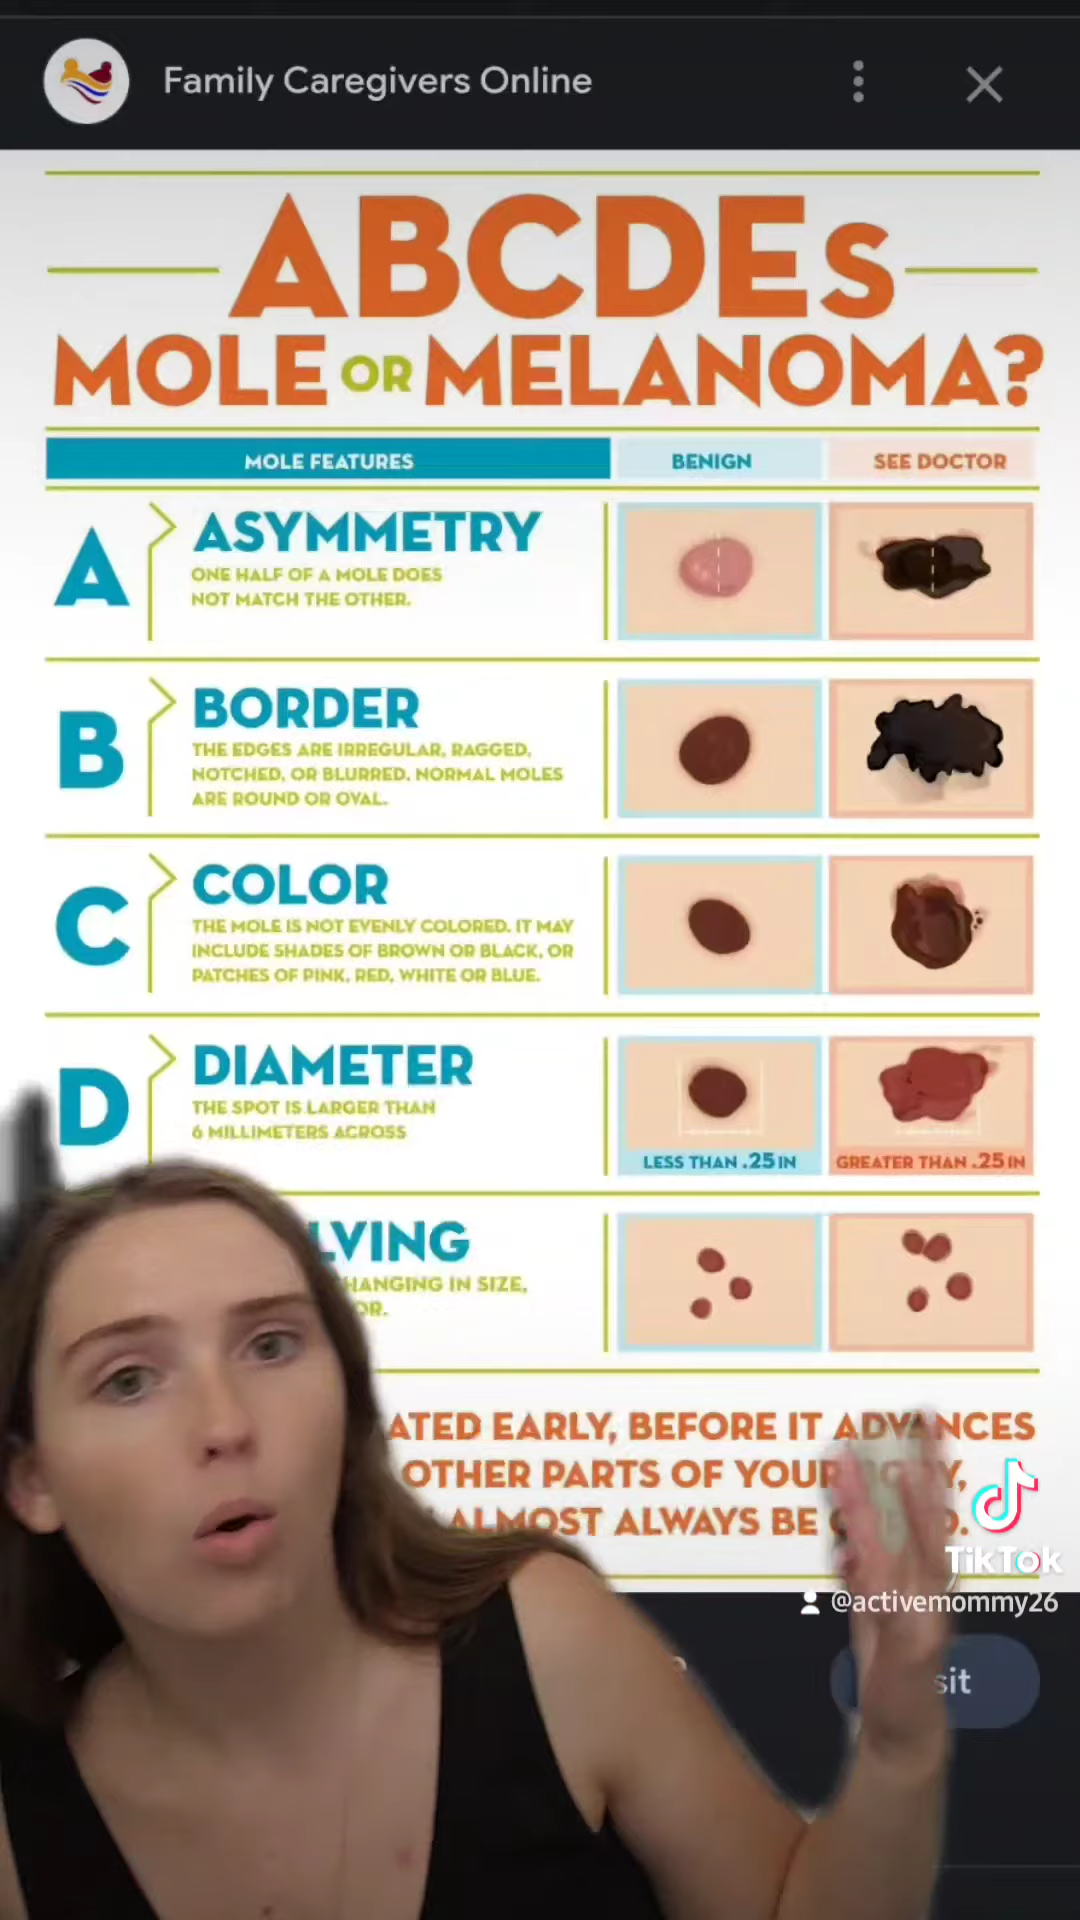 Family Caregivers Online
ABCDEs
MOLE OR MELANOMA?
MOLE FEATURES
BENIGN
SEE DOCTOR
A
ASYMMETRY
ONE HALF OF A MOLE DOES
NOT MATCH THE OTHER.
B
BORDER
THE EDGES ARE IRREGULAR, RAGGED,
NOTCHED, OR BLURRED. NORMAL MOLES
ARE ROUND OR OVAL.
C
COLOR
THE MOLE IS NOT EVENLY COLORED. IT MAY
INCLUDE SHADES OF BROWN OR BLACK, OR
PATCHES OF PINK, RED, WHITE OR BLUE.
D
DIAMETER
THE SPOT IS LARGER THAN
6 MILLIMETERS ACROSS
LESS THAN .25 IN
GREATER THAN .25 IN
LVING
HANGING IN SIZE,
OR.
ATED EARLY, BEFORE IT ADVANCES
OTHER PARTS OF YOUR BODY,
ALMOST ALWAYS BE
TikTok
@activemommy26
sit